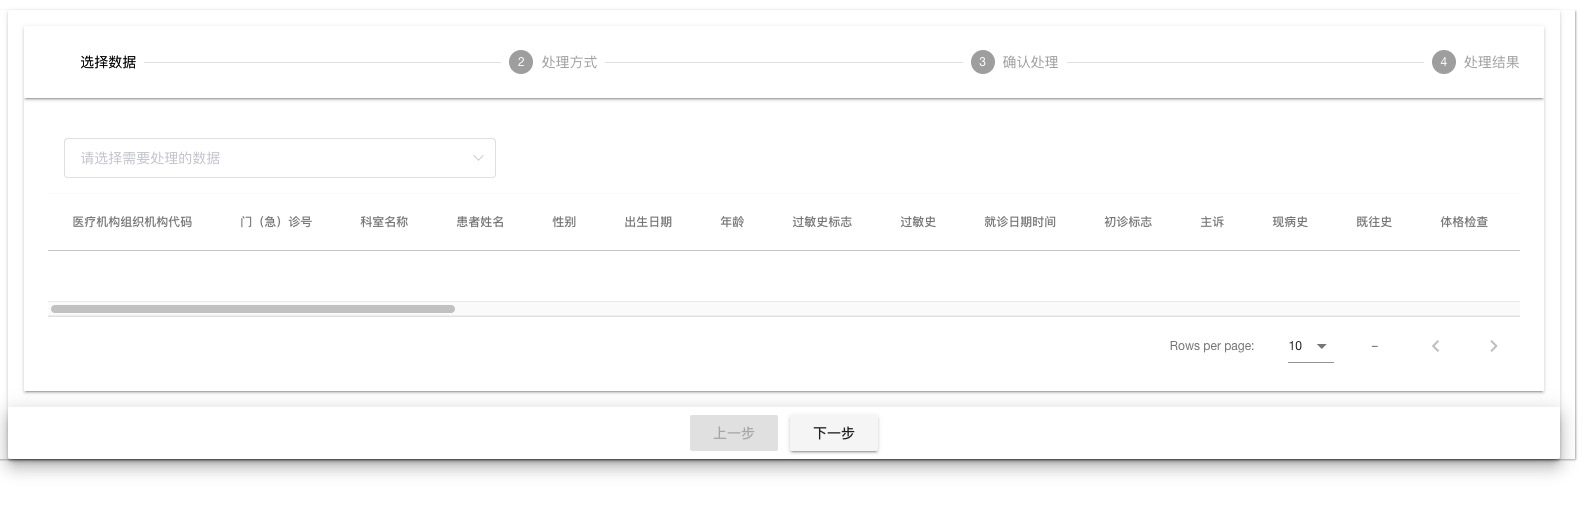 选择数据 2 处理方式 3 确认处理 4 处理结果
请选择需要处理的数据
医疗机构组织机构代码 门（急）诊号 科室名称 患者姓名 性别 出生日期 年龄 过敏史标志 过敏史 就诊日期时间 初诊标志 主诉 现病史 既往史 体格检查
Rows per page: 10 –
上一步 下一步